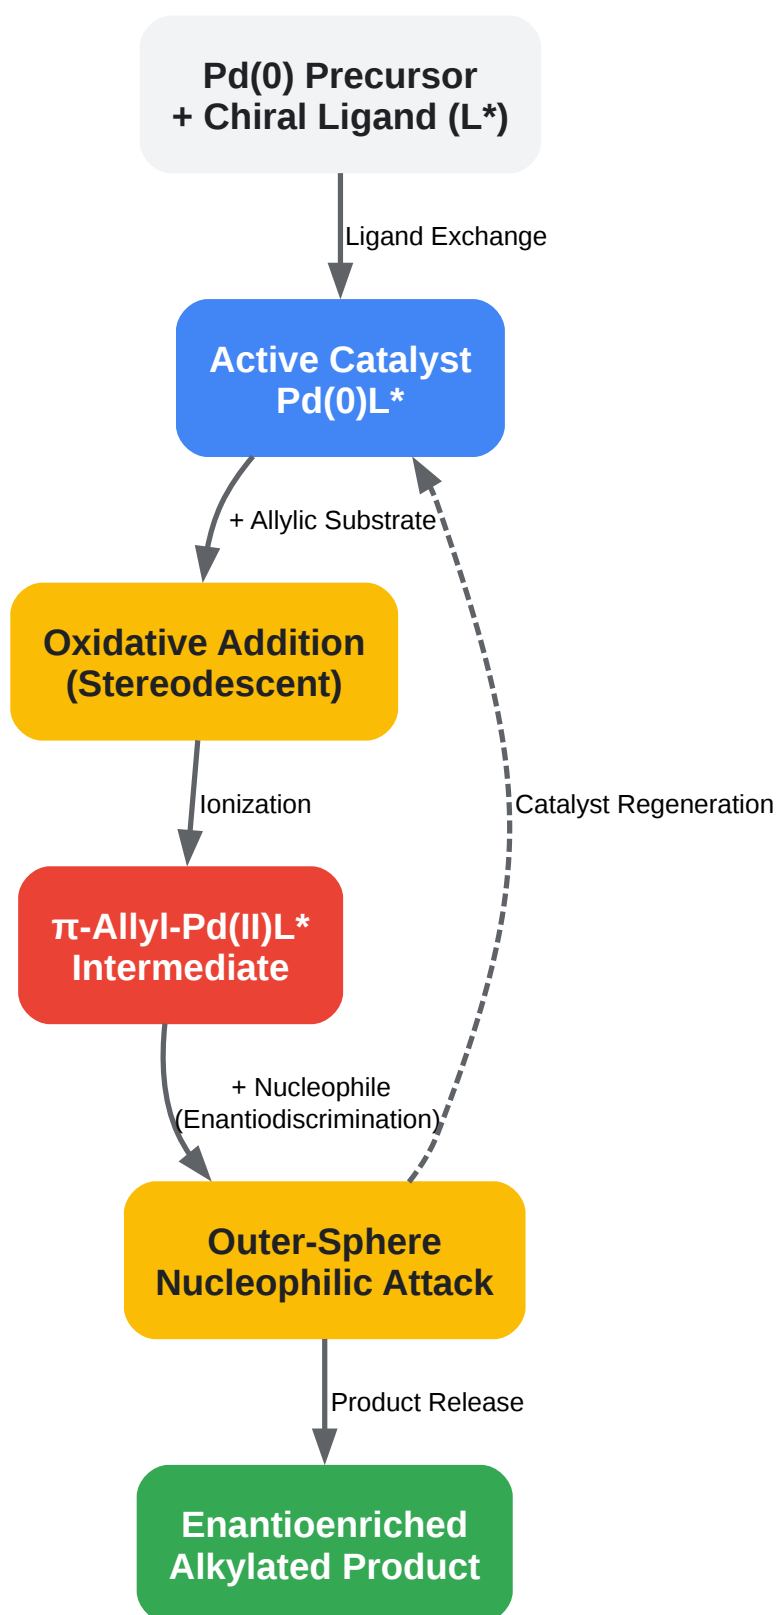 Pd(0) Precursor
+ Chiral Ligand (L*)
Ligand Exchange
Active Catalyst
Pd(0)L*
+ Allylic Substrate
Oxidative Addition
(Stereodescent)
Ionization
Catalyst Regeneration
π-Allyl-Pd(II)L*
Intermediate
+ Nucleophile
(Enantiodiscrimination)
Outer-Sphere
Nucleophilic Attack
Product Release
Enantioenriched
Alkylated Product